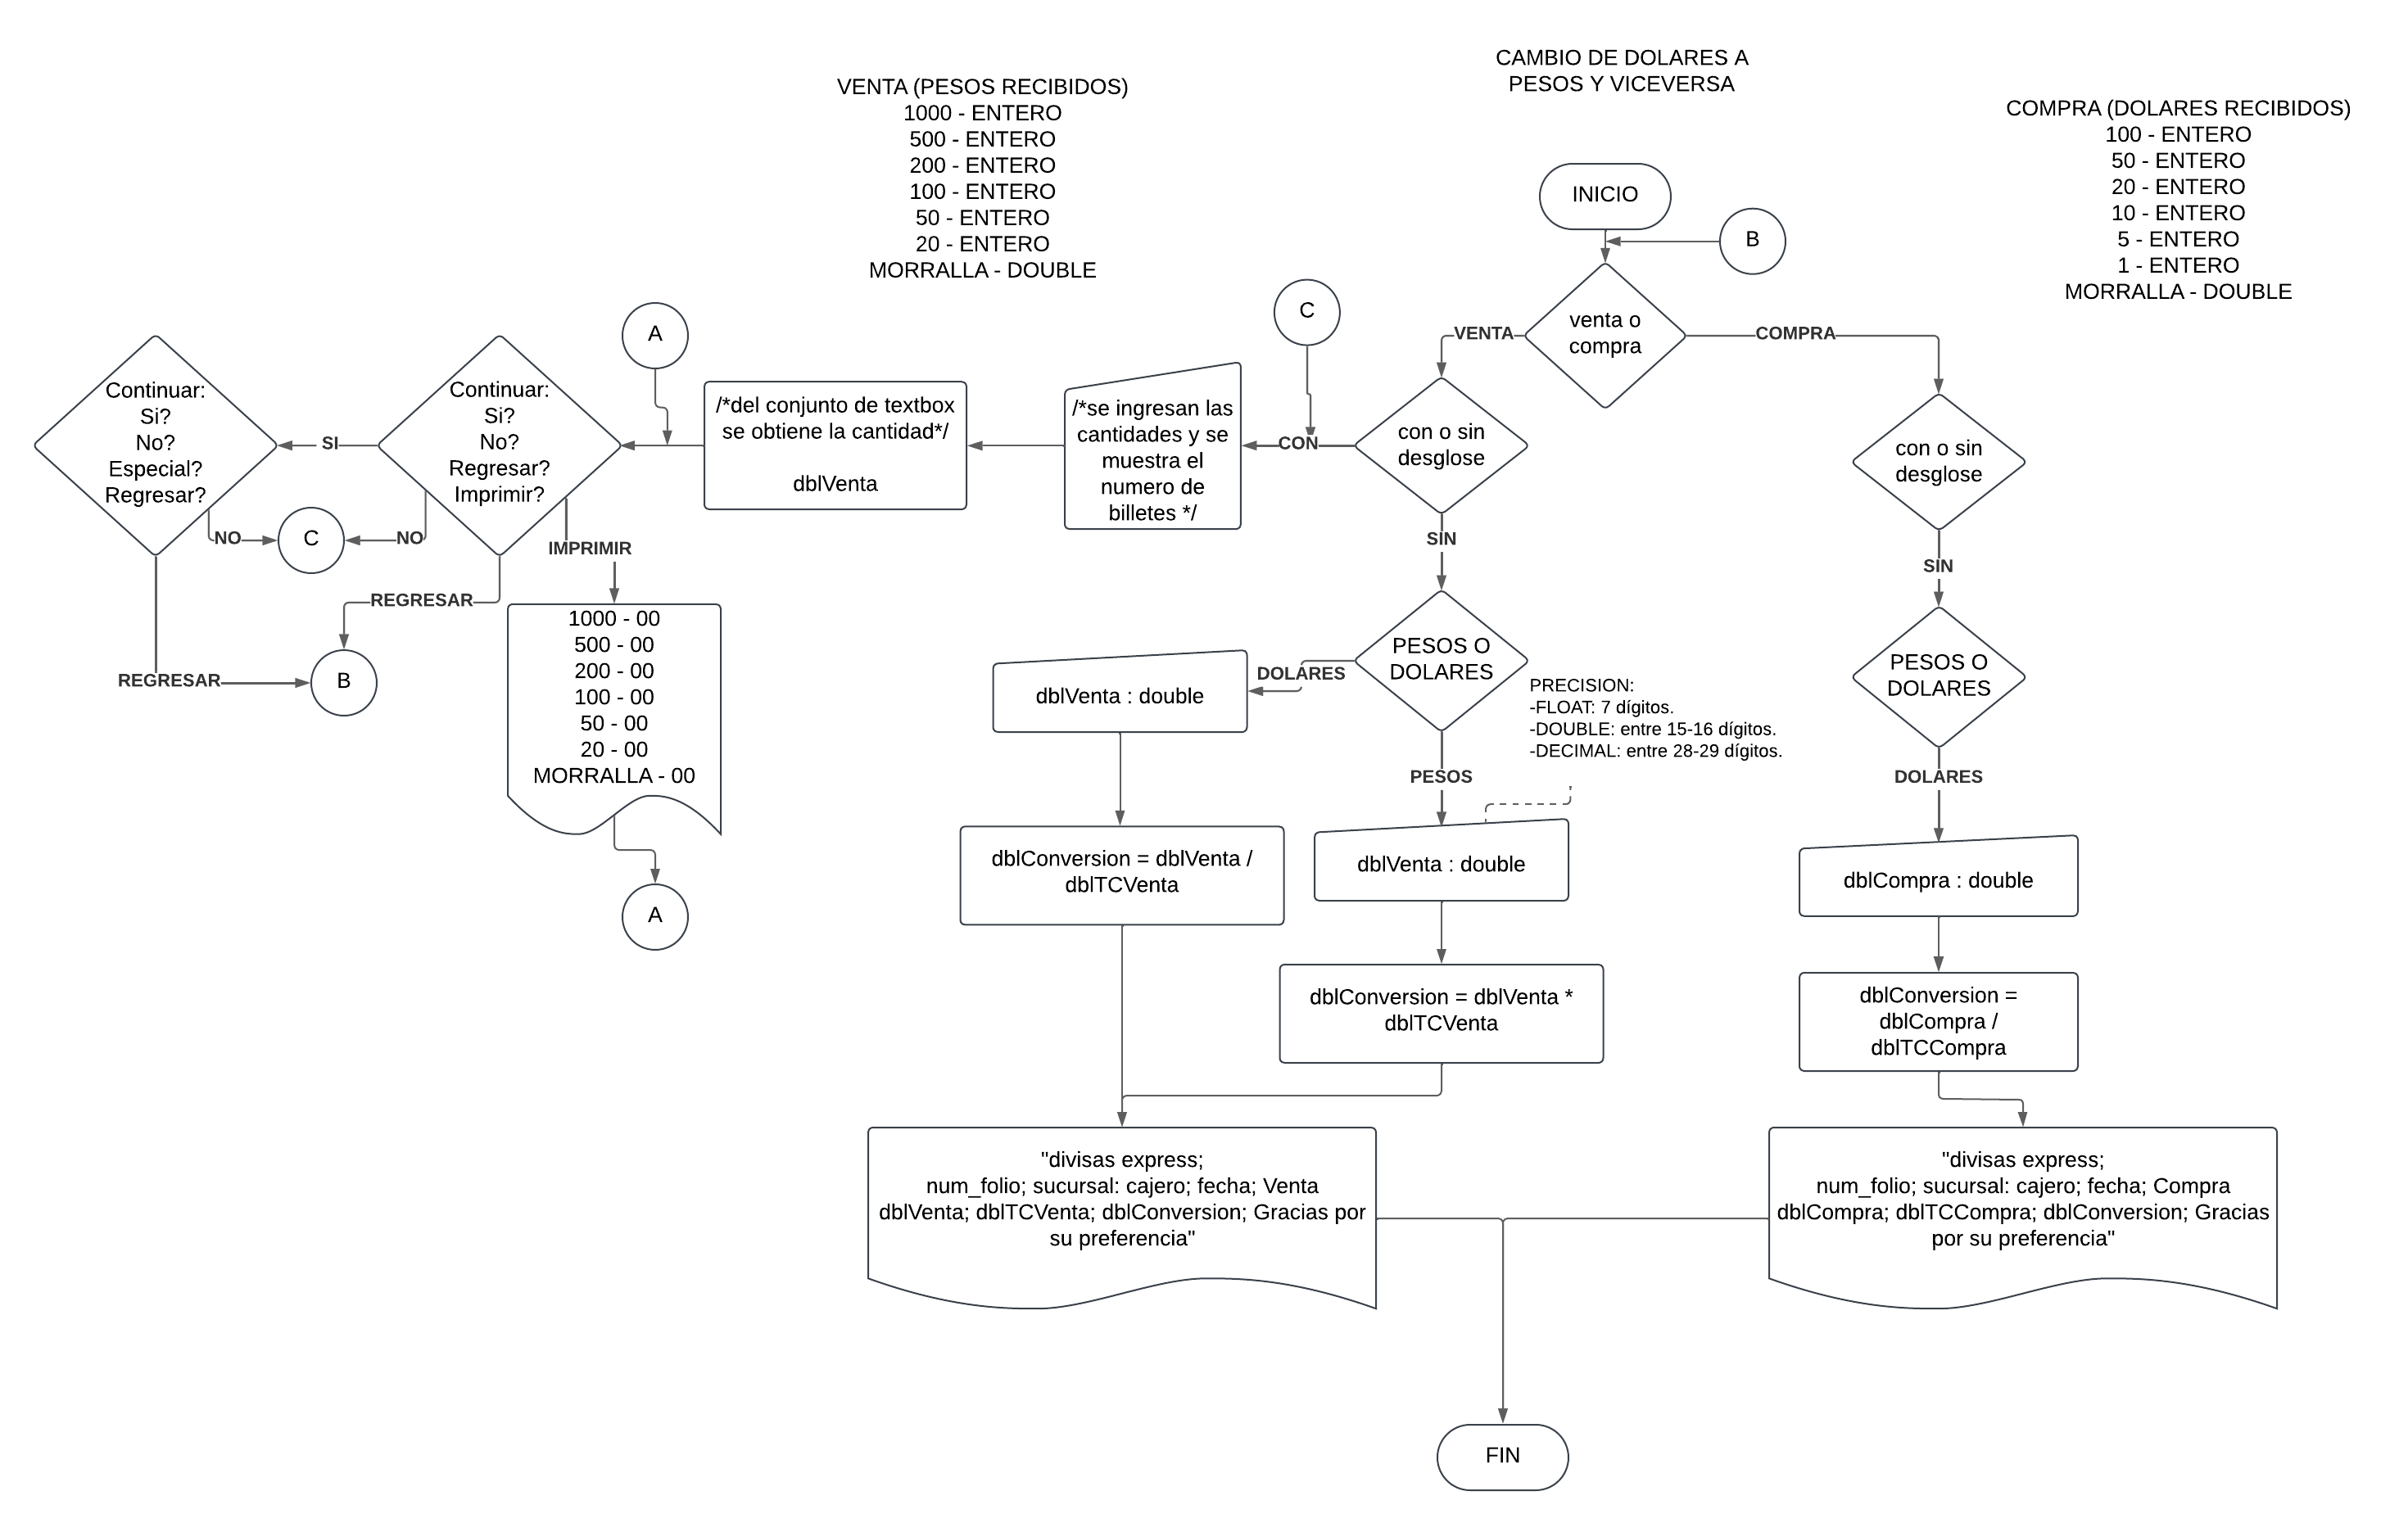 CAMBIO DE DOLARES A
PESOS Y VICEVERSA
VENTA (PESOS RECIBIDOS)
1000 - ENTERO
500 - ENTERO
200 - ENTERO
100 - ENTERO
50 - ENTERO
20 - ENTERO
MORRALLA - DOUBLE
COMPRA (DOLARES RECIBIDOS)
100 - ENTERO
50 - ENTERO
20 - ENTERO
10 - ENTERO
5 - ENTERO
1 - ENTERO
MORRALLA - DOUBLE
INICIO
B
venta o
compra
VENTA
COMPRA
C
A
con o sin
desglose
CON
SIN
/*se ingresan las
cantidades y se
muestra el
numero de
billetes */
/*del conjunto de textbox
se obtiene la cantidad*/
dblVenta
Continuar:
Si?
No?
Regresar?
Imprimir?
SI
Continuar:
Si?
No?
Especial?
Regresar?
NO
C
NO
IMPRIMIR
REGRESAR
REGRESAR
B
1000 - 00
500 - 00
200 - 00
100 - 00
50 - 00
20 - 00
MORRALLA - 00
A
PESOS O
DOLARES
DOLARES
PESOS
dblVenta : double
dblConversion = dblVenta /
dblTCVenta
PRECISION:
-FLOAT: 7 dígitos.
-DOUBLE: entre 15-16 dígitos.
-DECIMAL: entre 28-29 dígitos.
dblVenta : double
dblConversion = dblVenta *
dblTCVenta
con o sin
desglose
SIN
PESOS O
DOLARES
DOLARES
dblCompra : double
dblConversion =
dblCompra /
dblTCCompra
"divisas express;
num_folio; sucursal: cajero; fecha; Venta
dblVenta; dblTCVenta; dblConversion; Gracias por
su preferencia"
"divisas express;
num_folio; sucursal: cajero; fecha; Compra
dblCompra; dblTCCompra; dblConversion; Gracias
por su preferencia"
FIN